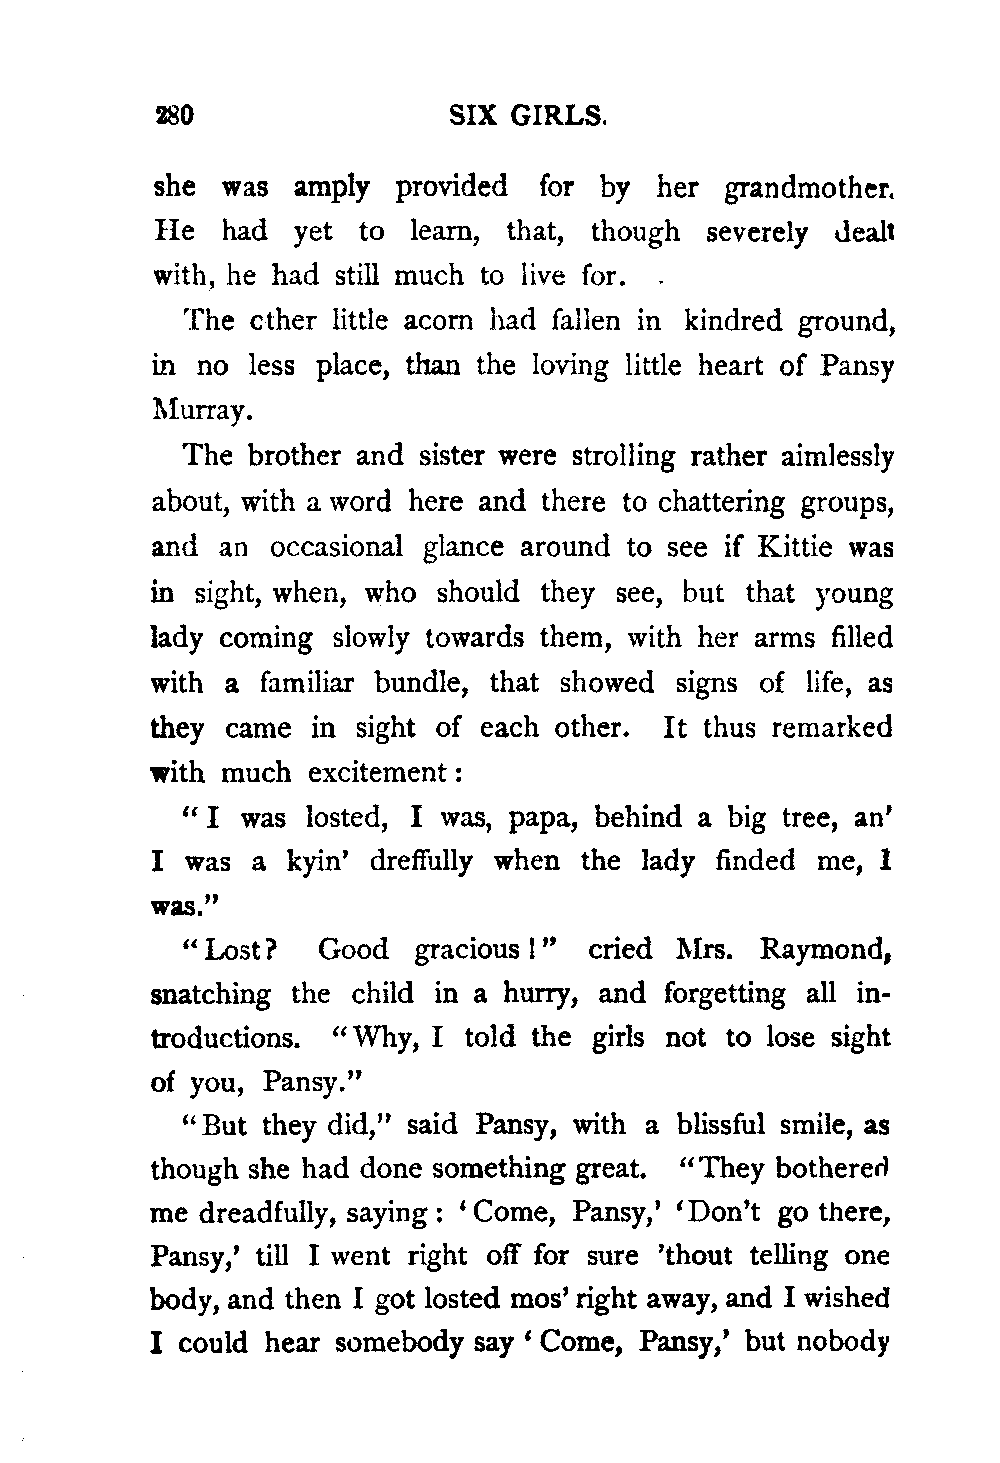 280 SIX GIRLS.
she was amply provided for by her grandmother.
He had yet to learn, that, though severely dealt
with, he had still much to live for.
The cther little acorn had fallen in kindred ground,
in no less place, than the loving little heart of Pansy
Murray.
The brother and sister were strolling rather aimlessly
about, with a word here and there to chattering groups,
and an occasional glance around to see if Kittie was
in sight, when, who should they see, but that young
lady coming slowly towards them, with her arms filled
with a familiar bundle, that showed signs of life, as
they came in sight of each other. It thus remarked
with much excitement :
“ I was losted, I was, papa, behind a big tree, an’
I was a kyin’ dreffully when the lady finded me, I
was.”
“ Lost? Good gracious ! ” cried Mrs. Raymond,
snatching the child in a hurry, and forgetting all in-
troductions. “ Why, I told the girls not to lose sight
of you, Pansy.”
“ But they did,” said Pansy, with a blissful smile, as
though she had done something great. “ They bothered
me dreadfully, saying : ‘ Come, Pansy,’ ‘ Don’t go there,
Pansy,’ till I went right off for sure ’thout telling one
body, and then I got losted mos’ right away, and I wished
I could hear somebody say ‘ Come, Pansy,’ but nobody